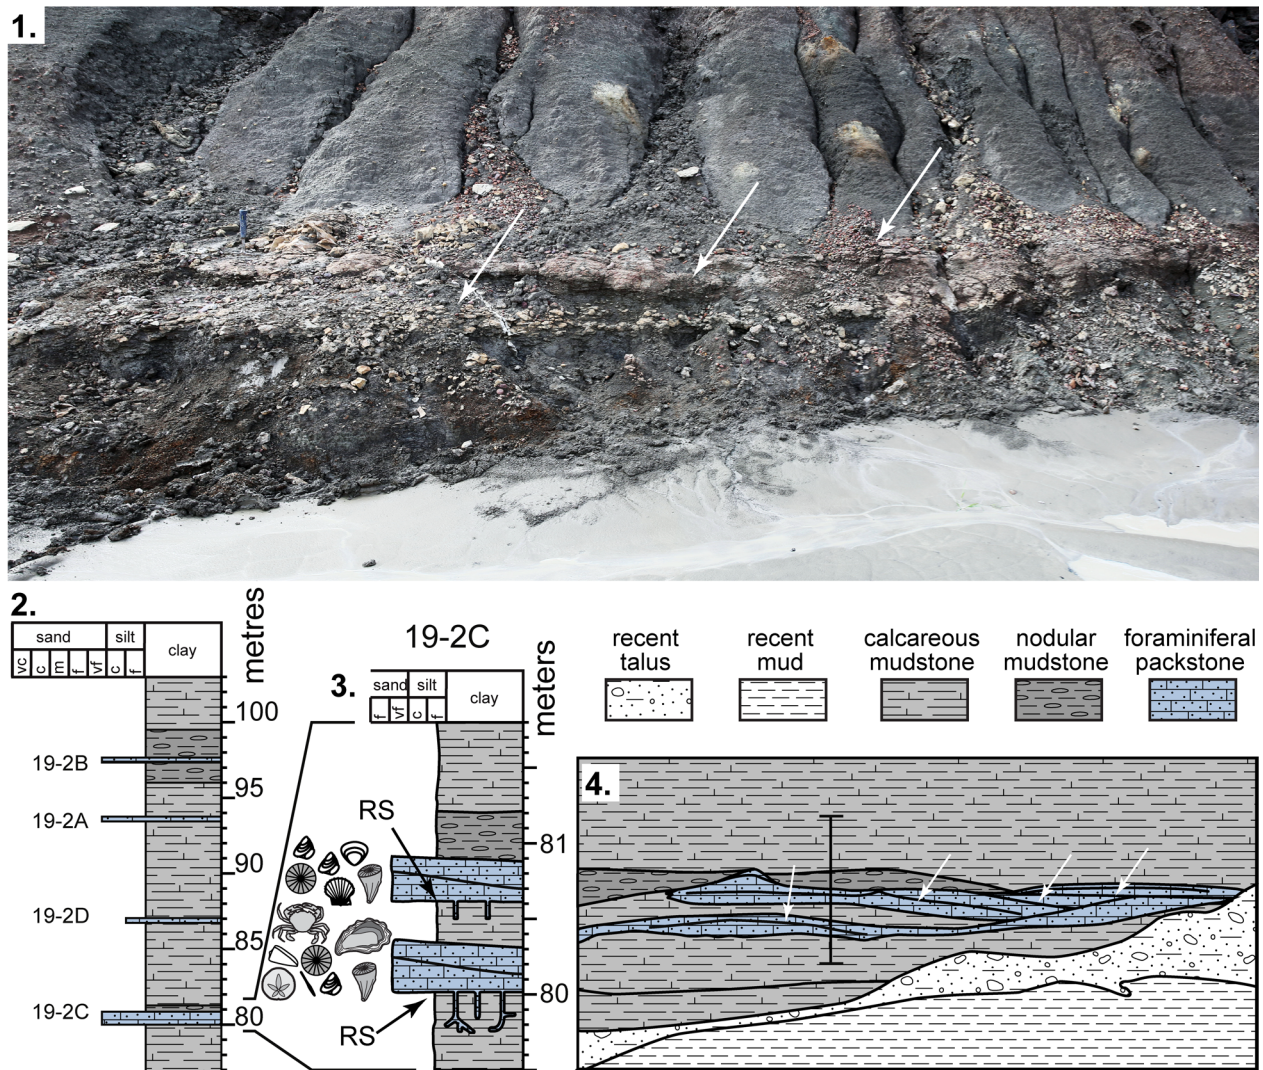 1.
2.
sand silt
clay
vc c m f vf c f
metres
100
95
90
85
80
19-2B
19-2A
19-2D
19-2C
19-2C
3.
sand silt
clay
f vf c f
meters
81
80
RS
RS
recent
talus
recent
mud
calcareous
mudstone
nodular
mudstone
foraminiferal
packstone
4.